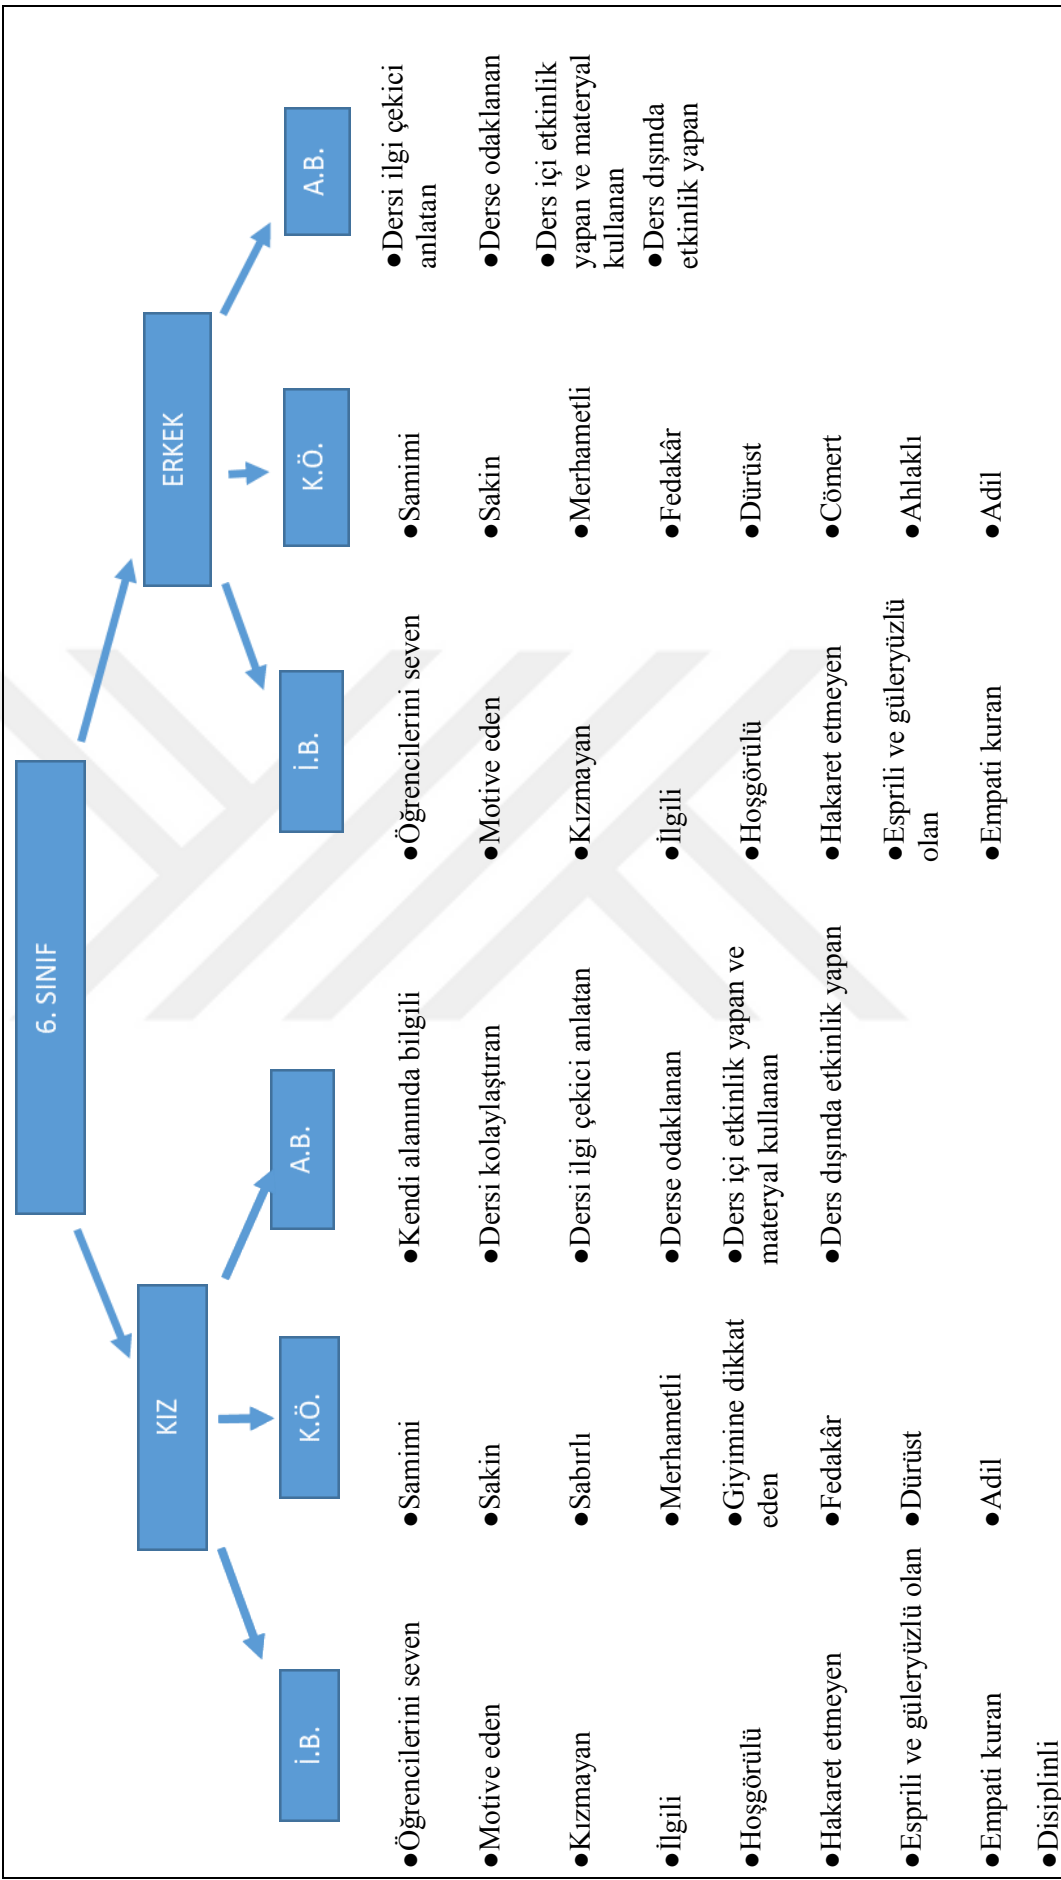 6. SINIF
KIZ
ERKEK
İ.B.
K.Ö.
A.B.
İ.B.
K.Ö.
A.B.
●Öğrencilerini seven
●Motive eden
●Kızmayan
●İlgili
●Hoşgörülü
●Hakaret etmeyen
●Esprili ve güleryüzlü olan
●Empati kuran
●Disiplinli
●Samimi
●Sakin
●Sabırlı
●Merhametli
●Giyimine dikkat
eden
●Fedakâr
●Dürüst
●Adil
●Kendi alanında bilgili
●Dersi kolaylaştıran
●Dersi ilgi çekici anlatan
●Derse odaklanan
●Ders içi etkinlik yapan ve
materyal kullanan
●Ders dışında etkinlik yapan
●Öğrencilerini seven
●Motive eden
●Kızmayan
●İlgili
●Hoşgörülü
●Hakaret etmeyen
●Esprili ve güleryüzlü
olan
●Empati kuran
●Samimi
●Sakin
●Merhametli
●Fedakâr
●Dürüst
●Cömert
●Ahlaklı
●Adil
●Dersi ilgi çekici
anlatan
●Derse odaklanan
●Ders içi etkinlik
yapan ve materyal
kullanan
●Ders dışında
etkinlik yapan